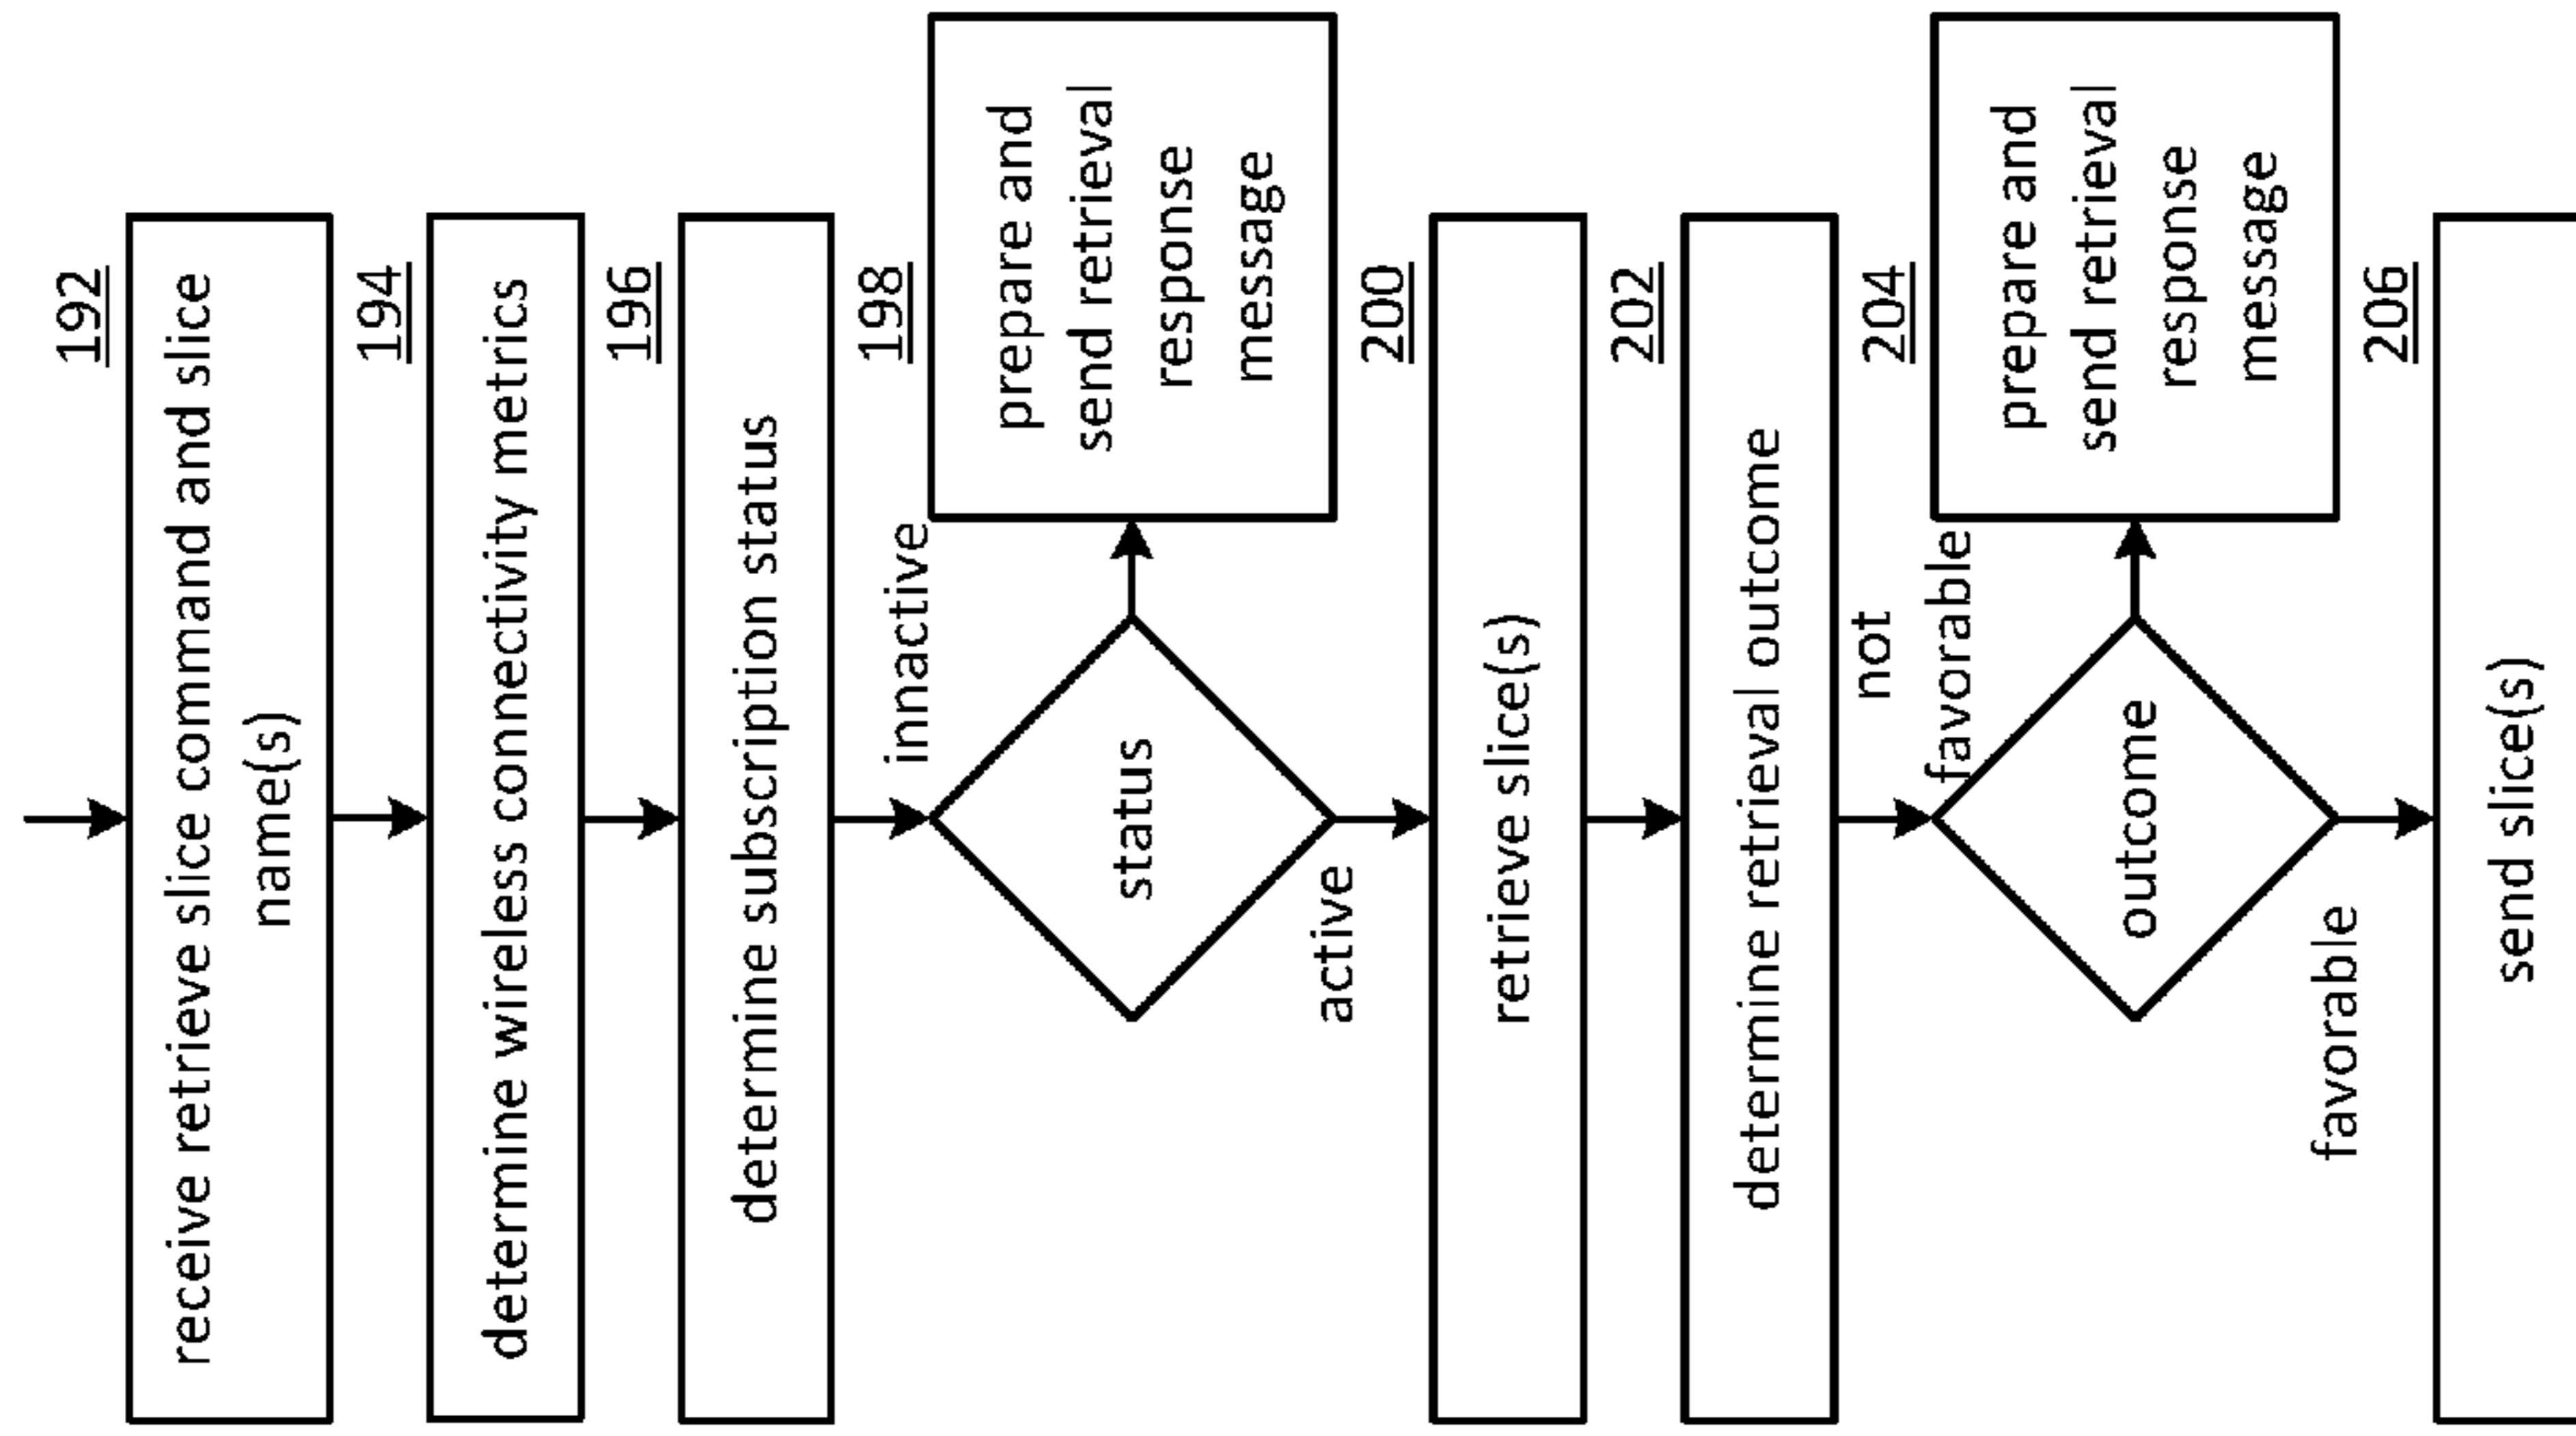 192
receive retrieve slice command and slice
name(s)
194
determine wireless connectivity metrics
196
determine subscription status
198
innactive
status
prepare and
send retrieval
response
message
active
200
retrieve slice(s)
202
determine retrieval outcome
204
not
favorable
outcome
prepare and
send retrieval
response
message
favorable
206
send slice(s)